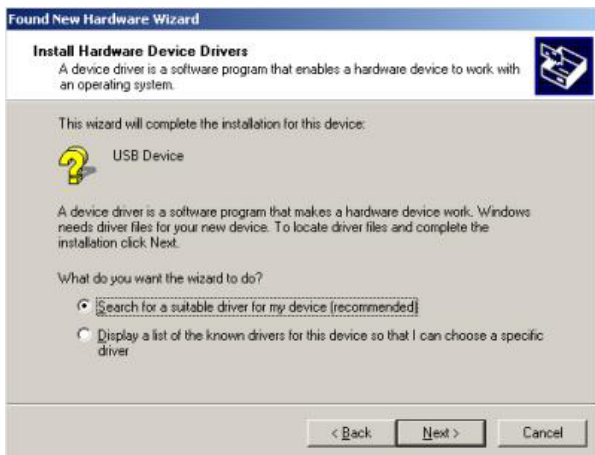 Found New Hardware Wizard
Install Hardware Device Drivers
A device driver is a software program that enables a hardware device to work with
an operating system.
This wizard will complete the installation for this device:
USB Device
A device driver is a software program that makes a hardware device work. Windows
needs driver files for your new device. To locate driver files and complete the
installation click Next.
What do you want the wizard to do?
Search for a suitable driver for my device (recommended)
Display a list of the known drivers for this device so that I can choose a specific
driver
< Back
Next >
Cancel